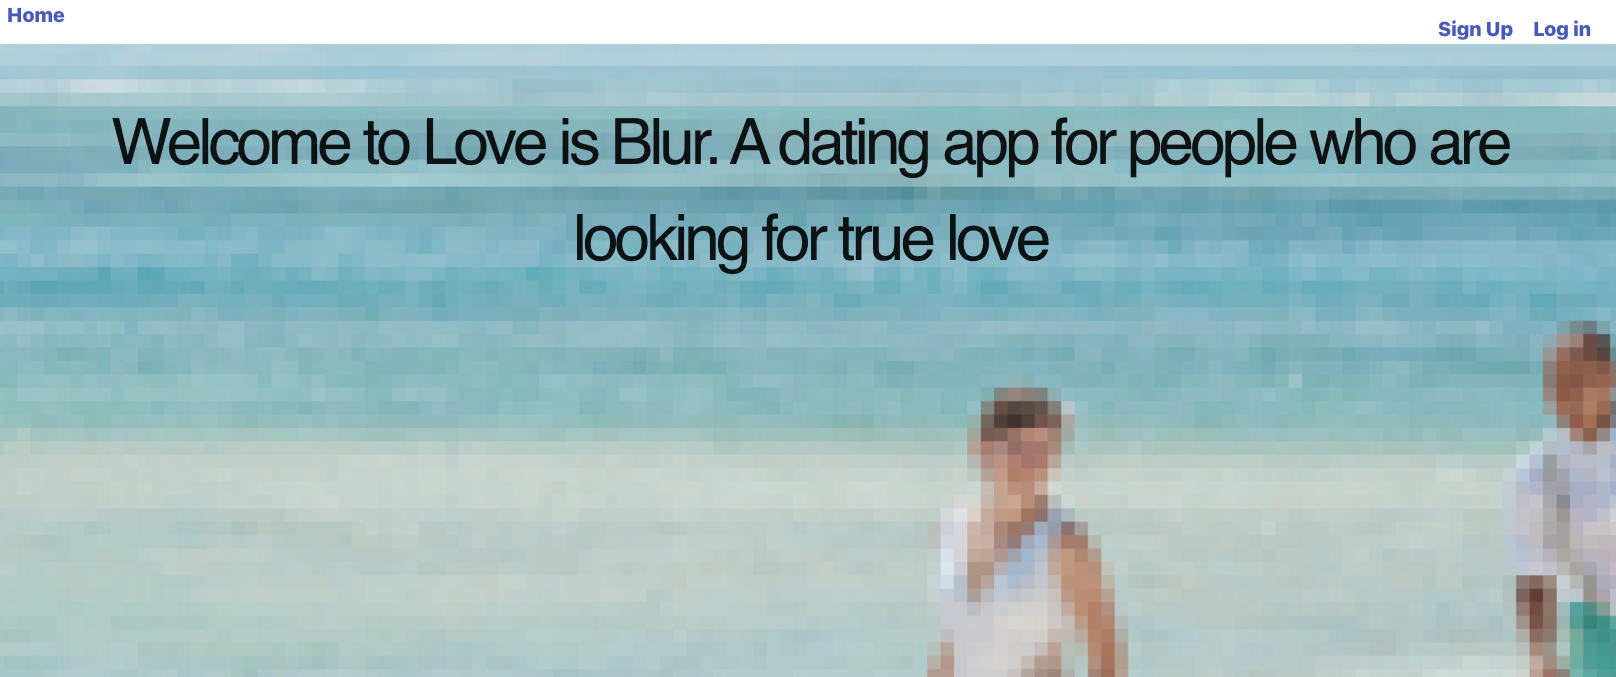 Home
Sign Up Log in
Welcome to Love is Blur. A dating app for people who are
looking for true love